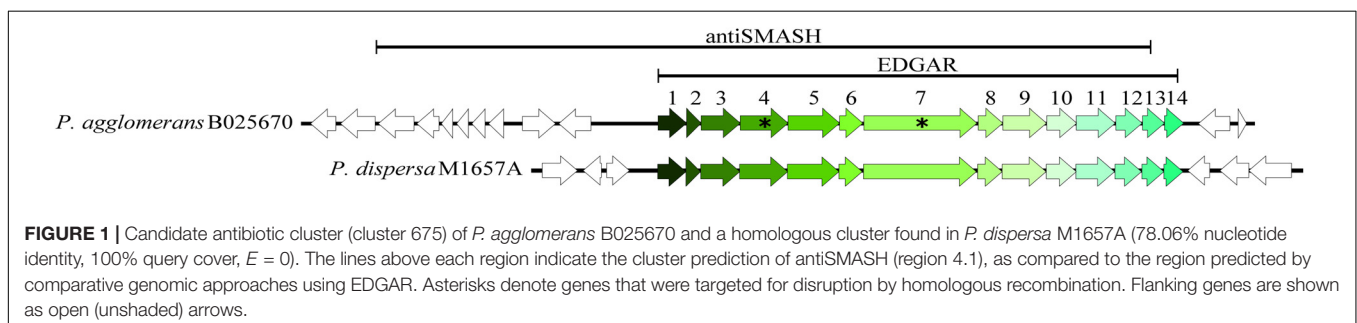 antiSMASH
EDGAR
1 2 3 4 5 6 7 8 9 10 11 12 13 14
P. agglomerans B025670
* *
P. dispersa M1657A
FIGURE 1 | Candidate antibiotic cluster (cluster 675) of P. agglomerans B025670 and a homologous cluster found in P. dispersa M1657A (78.06% nucleotide
identity, 100% query cover, E = 0). The lines above each region indicate the cluster prediction of antiSMASH (region 4.1), as compared to the region predicted by
comparative genomic approaches using EDGAR. Asterisks denote genes that were targeted for disruption by homologous recombination. Flanking genes are shown
as open (unshaded) arrows.